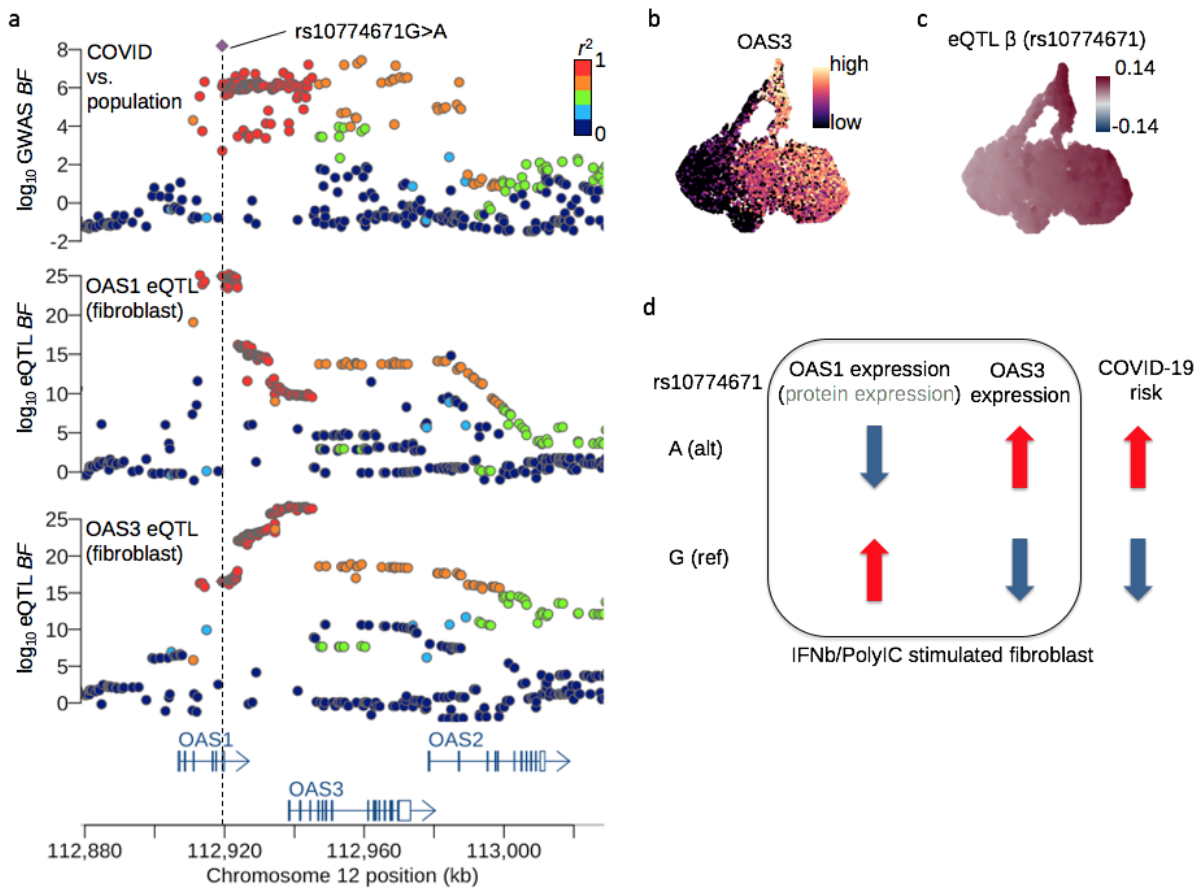 a
rs10774671G>A
COVID
vs.
population
r²
1
0
log₁₀ GWAS BF
8
6
4
2
0
-2
OAS1 eQTL
(fibroblast)
log₁₀ eQTL BF
25
20
15
10
5
0
OAS3 eQTL
(fibroblast)
log₁₀ eQTL BF
25
20
15
10
5
0
OAS1
OAS2
OAS3
112,880 112,920 112,960 113,000
Chromosome 12 position (kb)
b
OAS3
high
low
c
eQTL β (rs10774671)
0.14
-0.14
d
rs10774671
OAS1 expression
(protein expression)
OAS3
expression
COVID-19
risk
A (alt)
G (ref)
IFNb/PolyIC stimulated fibroblast